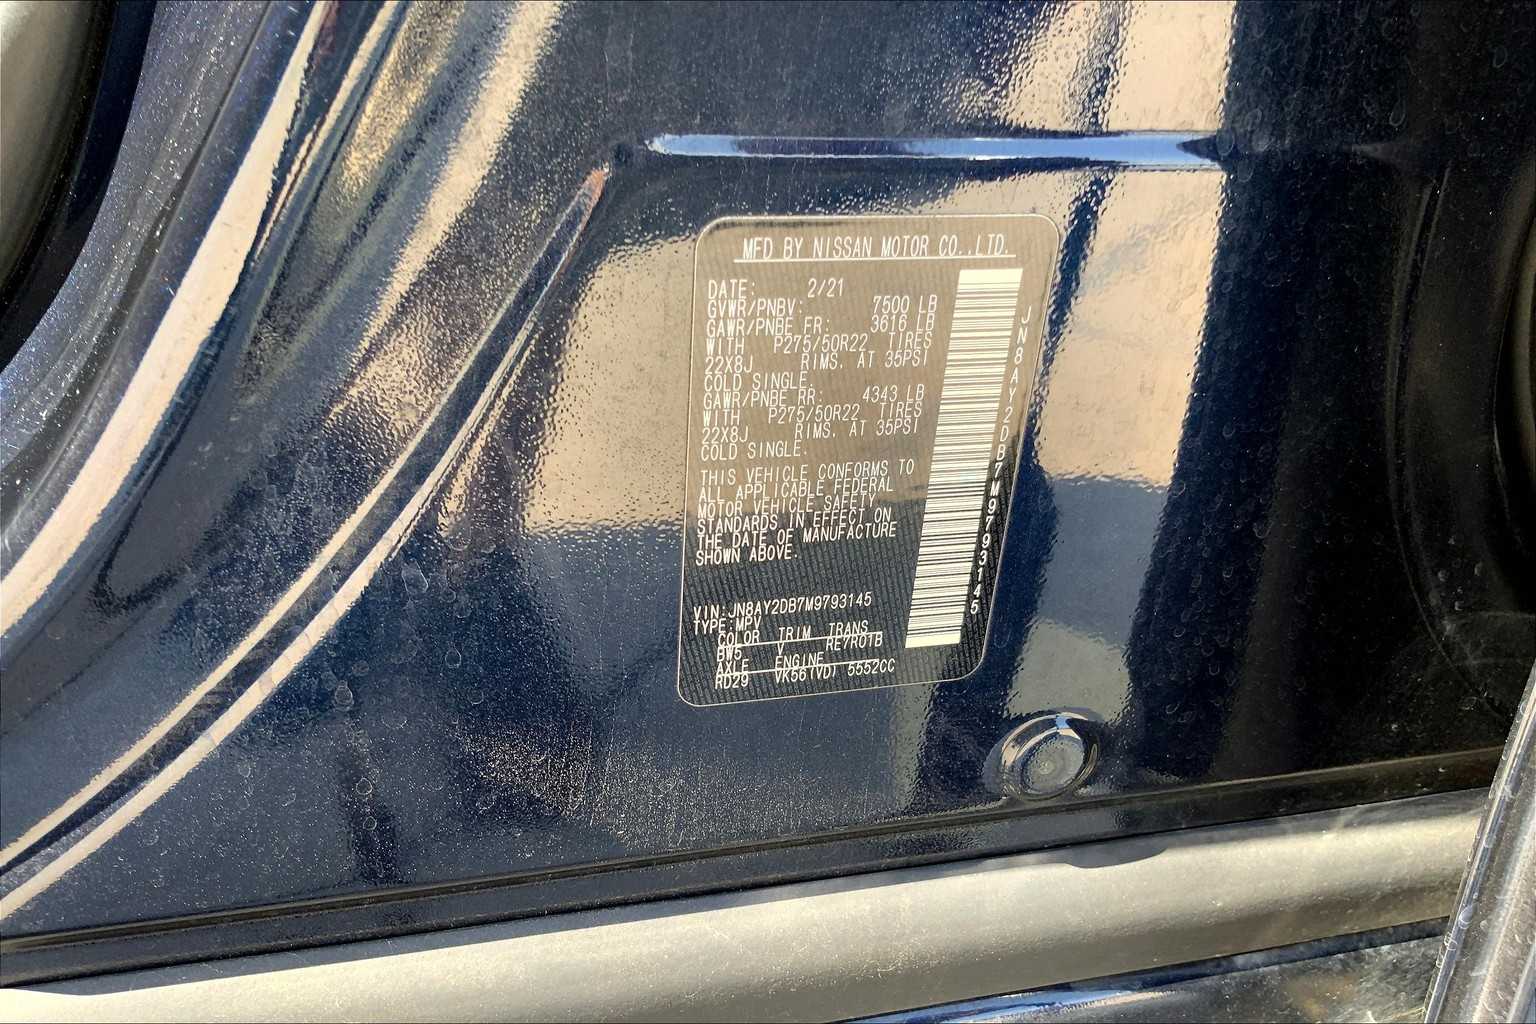 MFD BY NISSAN MOTOR CO.,LTD.
DATE: 2/21
GVWR/PNBV: 7500 LB
GAWR/PNBE FR: 3616 LB
WITH P275/50R22 TIRES
22X8J RIMS, AT 35PSI
COLD SINGLE.
GAWR/PNBE RR: 4343 LB
WITH P275/50R22 TIRES
22X8J RIMS, AT 35PSI
COLD SINGLE.
THIS VEHICLE CONFORMS TO
ALL APPLICABLE FEDERAL
MOTOR VEHICLE SAFETY
STANDARDS IN EFFECT ON
THE DATE OF MANUFACTURE
SHOWN ABOVE.
VIN:JN8AY2DB7M9793145
TYPE:MPV
COLOR TRIM TRANS
BW5 V RE7R01B
AXLE ENGINE
RD29 VK56(VD) 5552CC
JN8AY2DB7M9793145